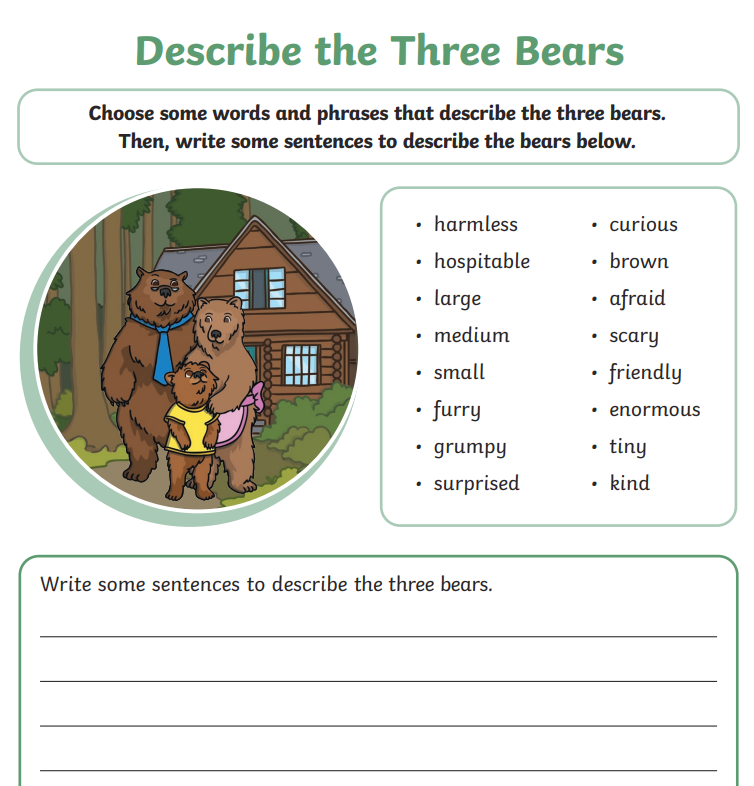 Describe the Three Bears
Choose some words and phrases that describe the three bears.
Then, write some sentences to describe the bears below.
• harmless
• hospitable
• large
• medium
• small
• furry
• grumpy
• surprised
• curious
• brown
• afraid
• scary
• friendly
• enormous
• tiny
• kind
Write some sentences to describe the three bears.